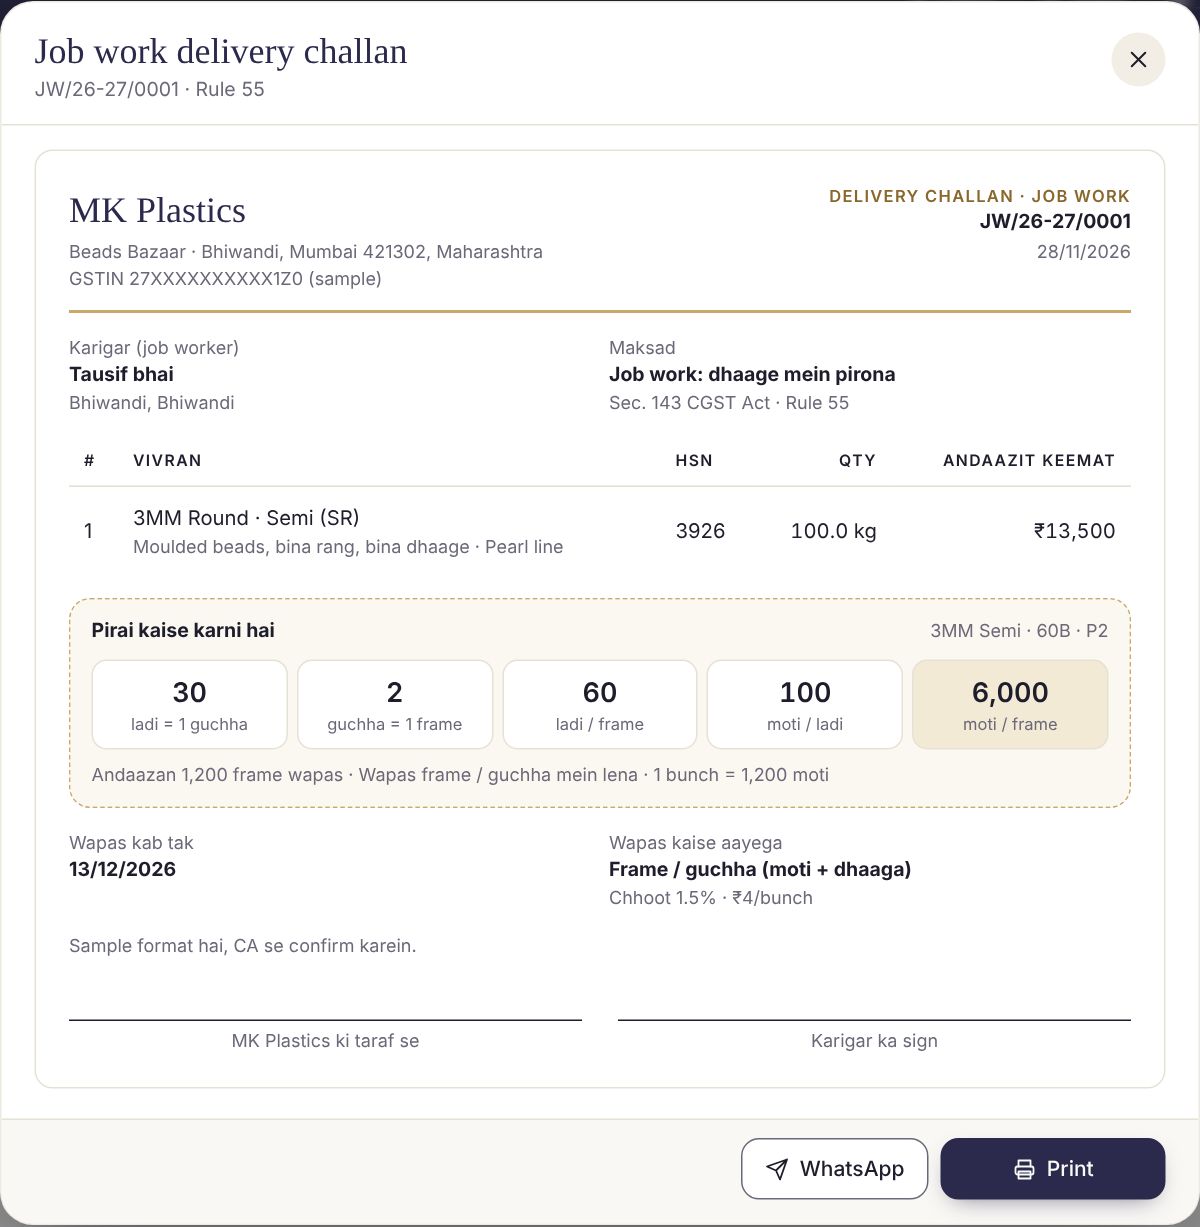 Job work delivery challan
JW/26-27/0001 · Rule 55
MK Plastics
Beads Bazaar · Bhiwandi, Mumbai 421302, Maharashtra
GSTIN 27XXXXXXXXXX1Z0 (sample)
DELIVERY CHALLAN · JOB WORK
JW/26-27/0001
28/11/2026
Karigar (job worker)
Tausif bhai
Bhiwandi, Bhiwandi
Maksad
Job work: dhaage mein pirona
Sec. 143 CGST Act · Rule 55
# VIVRAN HSN QTY ANDAAZIT KEEMAT
1 3MM Round · Semi (SR) 3926 100.0 kg ₹13,500
Moulded beads, bina rang, bina dhaage · Pearl line
Pirai kaise karni hai 3MM Semi · 60B · P2
30 2 60 100 6,000
ladi = 1 guchha guchha = 1 frame ladi / frame moti / ladi moti / frame
Andaazan 1,200 frame wapas · Wapas frame / guchha mein lena · 1 bunch = 1,200 moti
Wapas kab tak
13/12/2026
Wapas kaise aayega
Frame / guchha (moti + dhaaga)
Chhoot 1.5% · ₹4/bunch
Sample format hai, CA se confirm karein.
MK Plastics ki taraf se Karigar ka sign
WhatsApp Print